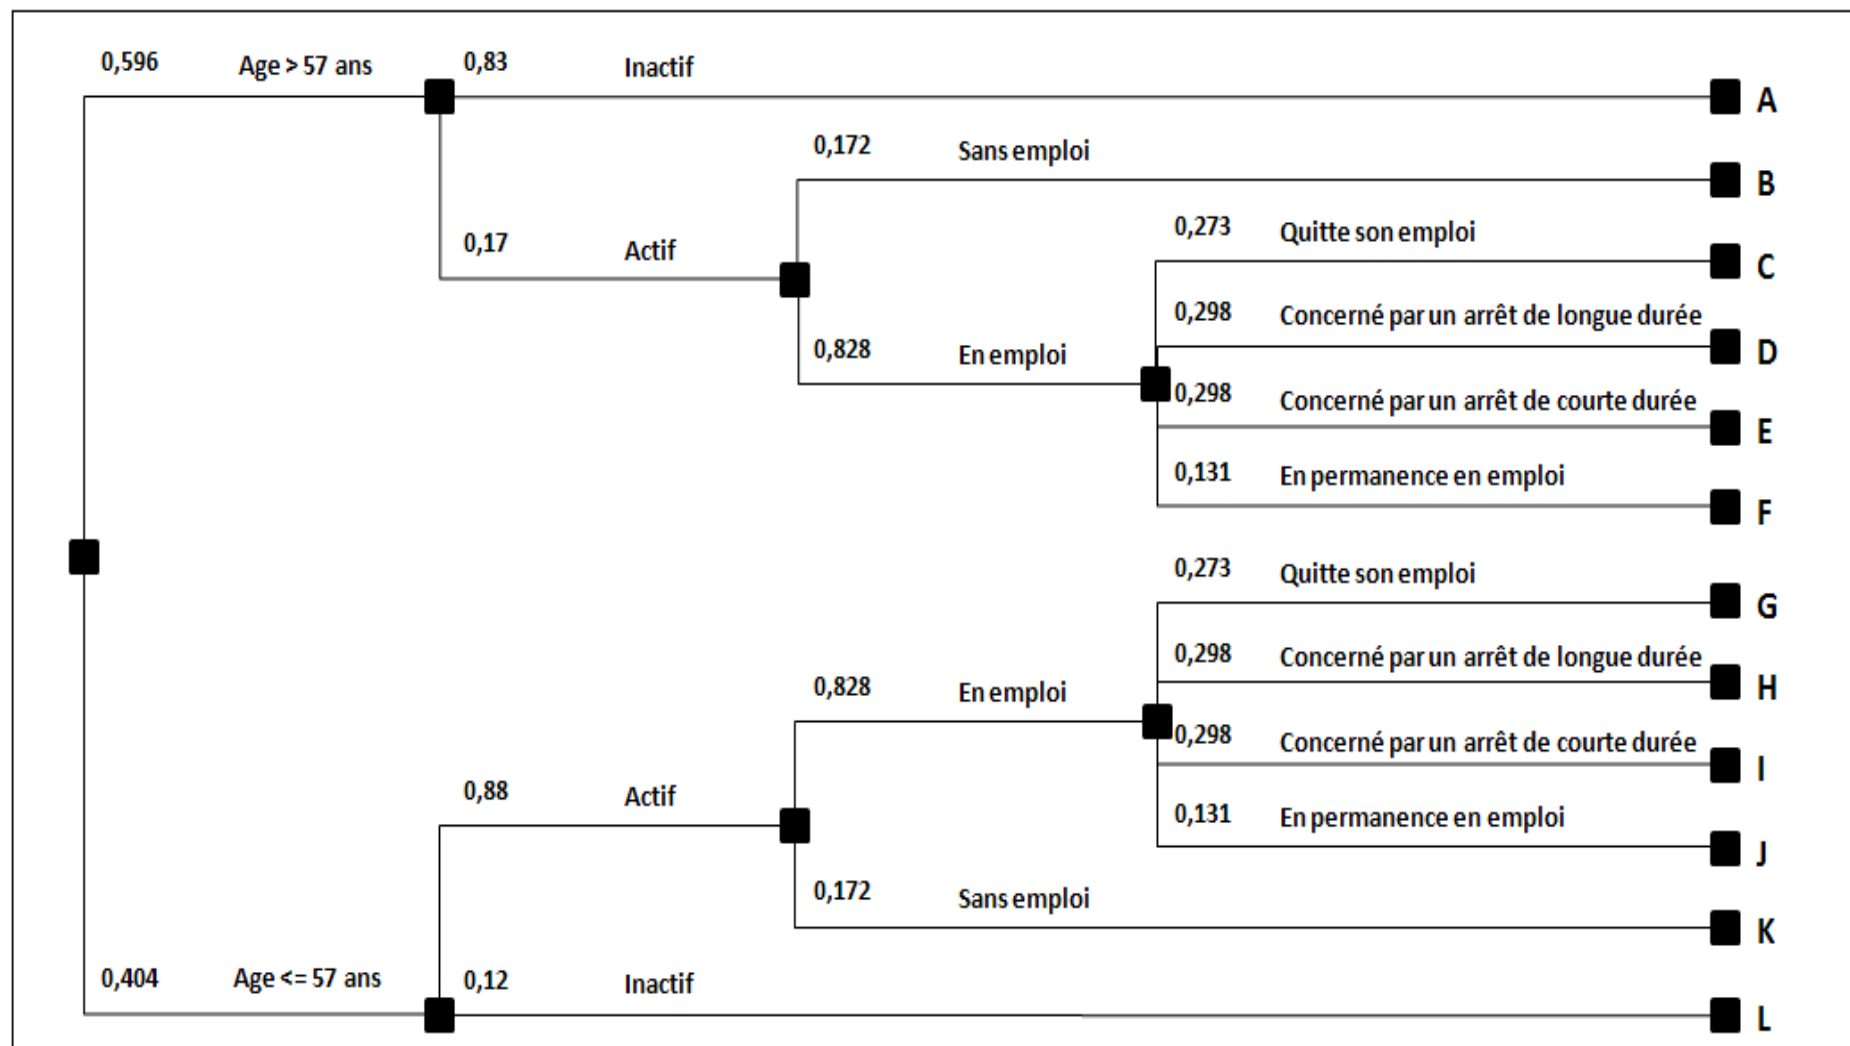 0,596 Age > 57 ans 0,83 Inactif
A
0,172 Sans emploi
B
0,17 Actif
0,273 Quitte son emploi
C
0,298 Concerné par un arrêt de longue durée
D
0,828 En emploi
0,298 Concerné par un arrêt de courte durée
E
0,131 En permanence en emploi
F
0,273 Quitte son emploi
G
0,298 Concerné par un arrêt de longue durée
H
0,828 En emploi
0,298 Concerné par un arrêt de courte durée
I
0,88 Actif
0,131 En permanence en emploi
J
0,172 Sans emploi
K
0,404 Age <= 57 ans 0,12 Inactif
L